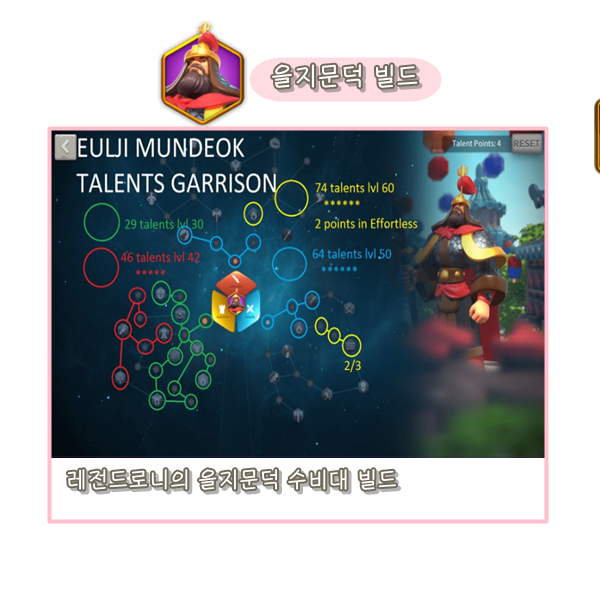 을지문덕 빌드
EULJI MUNDEOK
TALENTS GARRISON
Talent Points: 4
RESET
74 talents lvl 60
******
29 talents lvl 30
2 points in Effortless
46 talents lvl 42
*****
64 talents lvl 50
******
2/3
레전드로니의 을지문덕 수비대 빌드